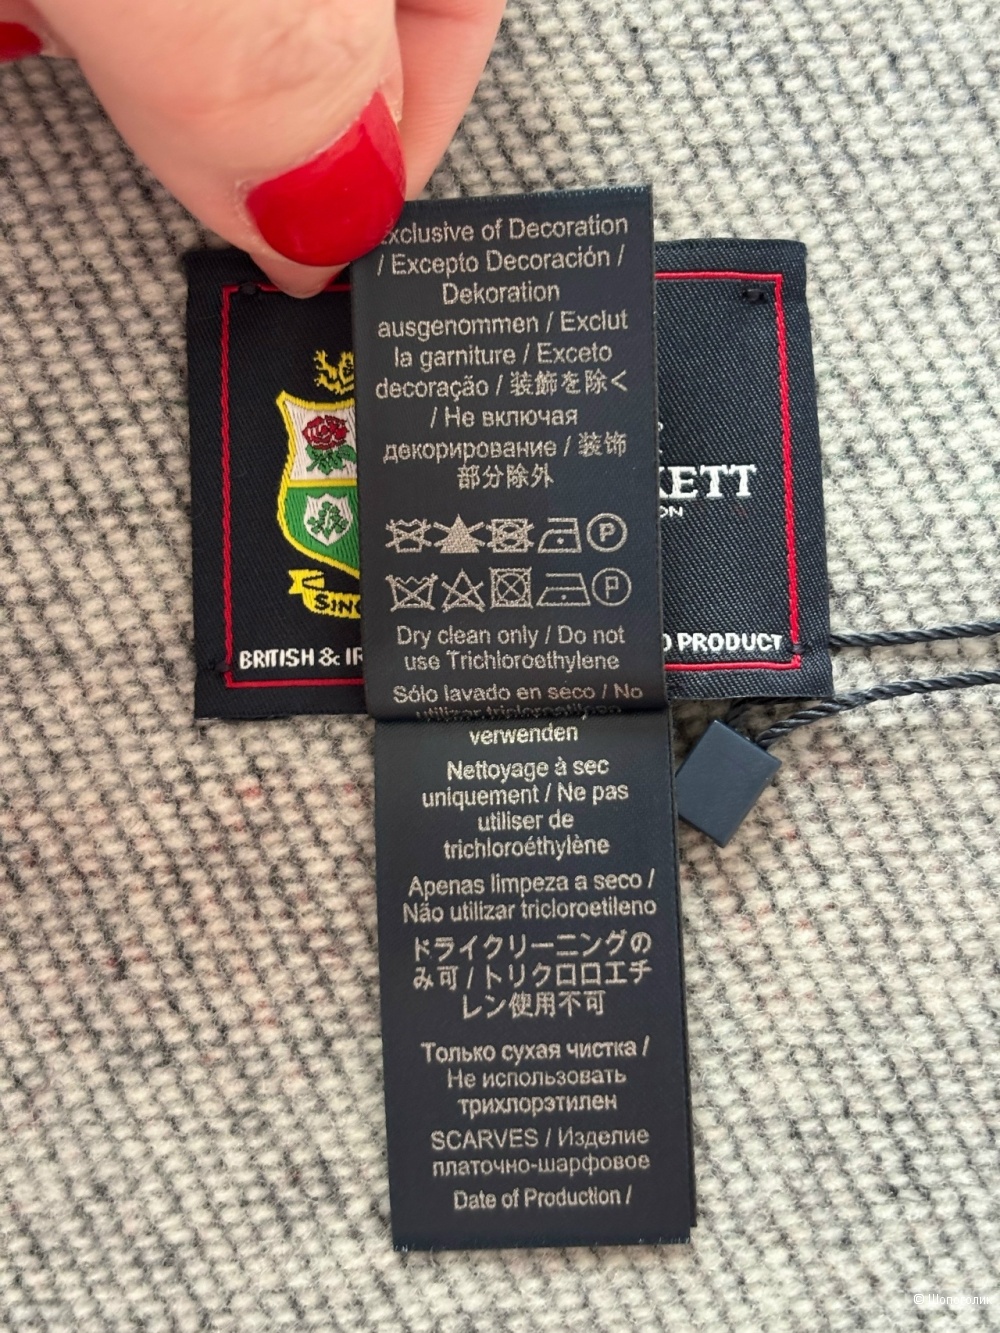 Exclusive of Decoration
/ Excepto Decoración /
Dekoration
ausgenommen / Exclut
la garniture / Exceto
decoração / 装飾を除く
/ Не включая
декорирование / 装饰
部分除外
P
P
Dry clean only / Do not
use Trichloroethylene
Sólo lavado en seco / No
utilizar tricloroetileno
verwenden
Nettoyage à sec
uniquement / Ne pas
utiliser de
trichloroéthylène
Apenas limpeza a seco /
Não utilizar tricloroetileno
ドライクリーニングの
み可 / トリクロロエチ
レン使用不可
Только сухая чистка /
Не использовать
трихлорэтилен
SCARVES / Изделие
платочно-шарфовое
Date of Production /
KETT
ON
SINC
BRITISH & IR
D PRODUCT
© Шопоголик